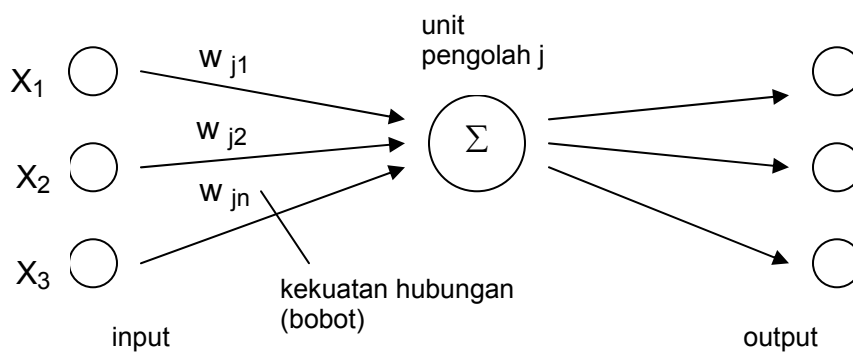 unit
pengolah j
X₁
w j1
Σ
X₂
w j2
w jn
X₃
kekuatan hubungan
(bobot)
input
output